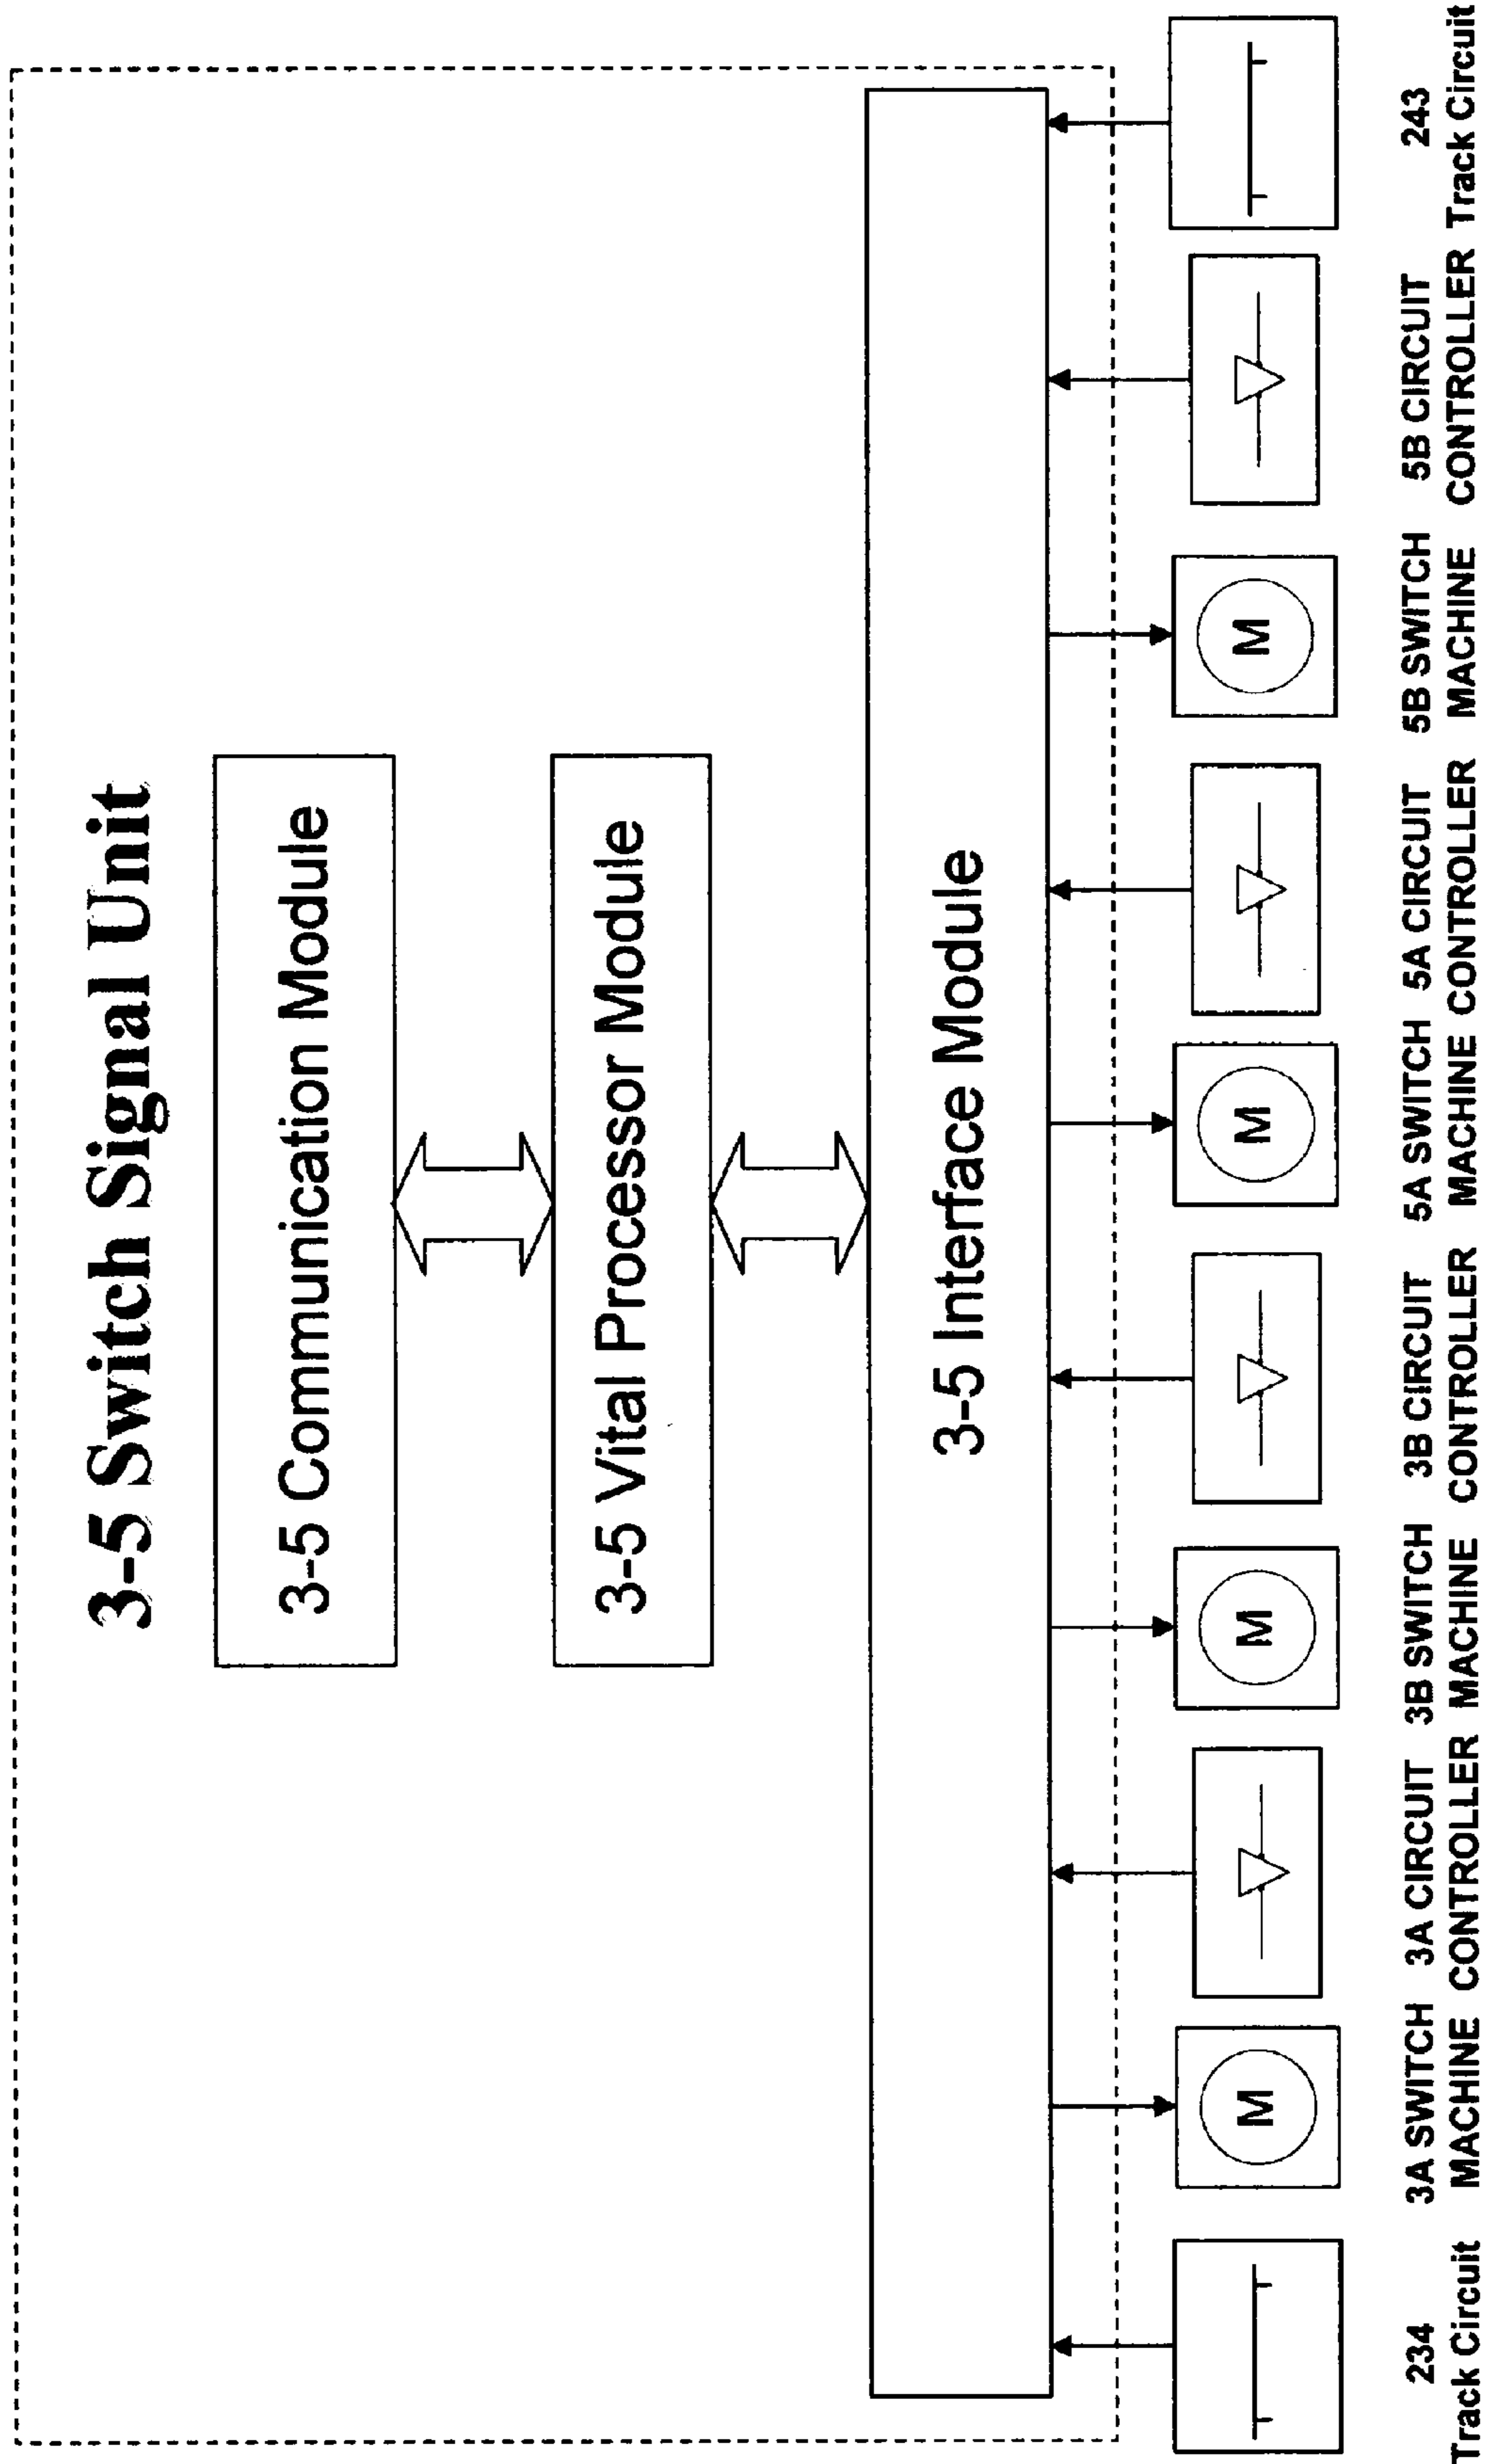 3-5 Switch Signal Unit
3-5 Communication Module
3-5 Vital Processor Module
3-5 Interface Module
M
M
M
M
234
Track Circuit
3A SWITCH
MACHINE
3A CIRCUIT
CONTROLLER
3B SWITCH
MACHINE
3B CIRCUIT
CONTROLLER
5A SWITCH
MACHINE
5A CIRCUIT
CONTROLLER
5B SWITCH
MACHINE
5B CIRCUIT
CONTROLLER
243
Track Circuit